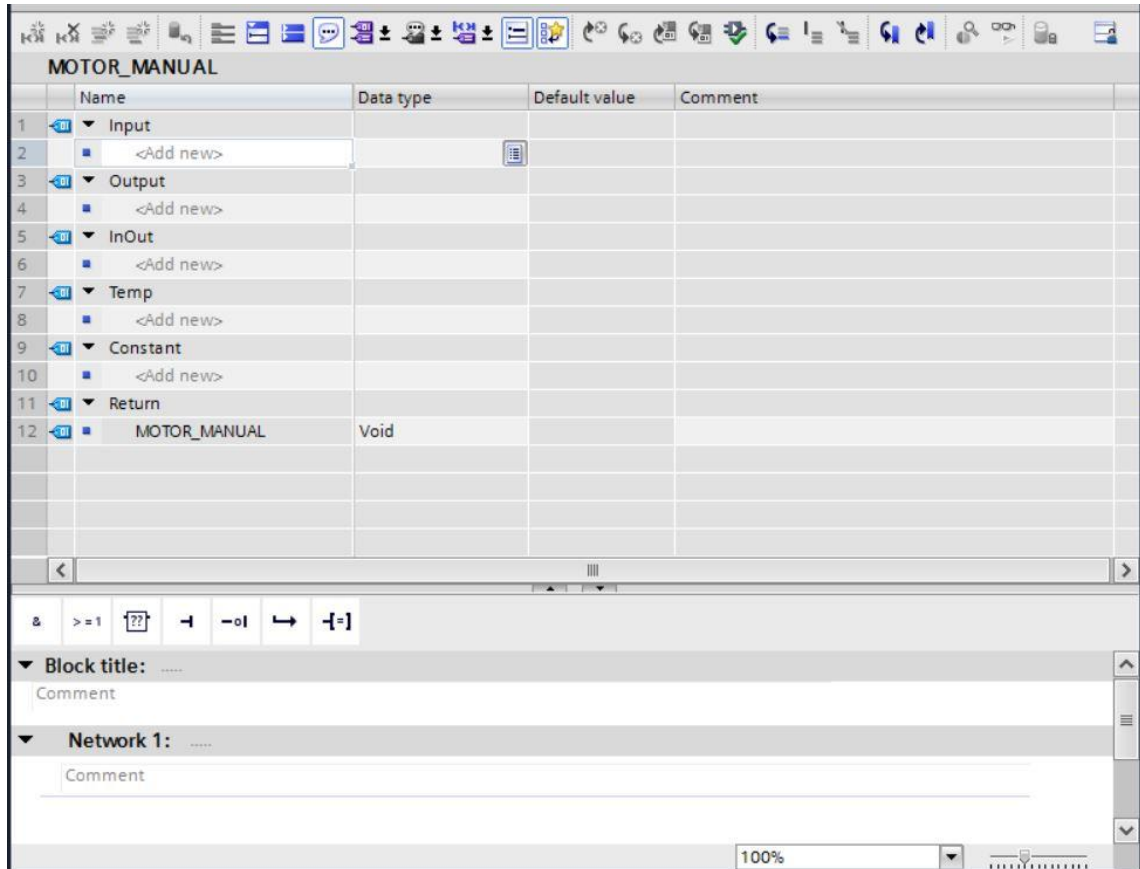 MOTOR_MANUAL
Name Data type Default value Comment
1 Input
2 <Add new>
3 Output
4 <Add new>
5 InOut
6 <Add new>
7 Temp
8 <Add new>
9 Constant
10 <Add new>
11 Return
12 MOTOR_MANUAL Void
& >=1 ??
Block title: .....
Comment
Network 1: .....
Comment
100%